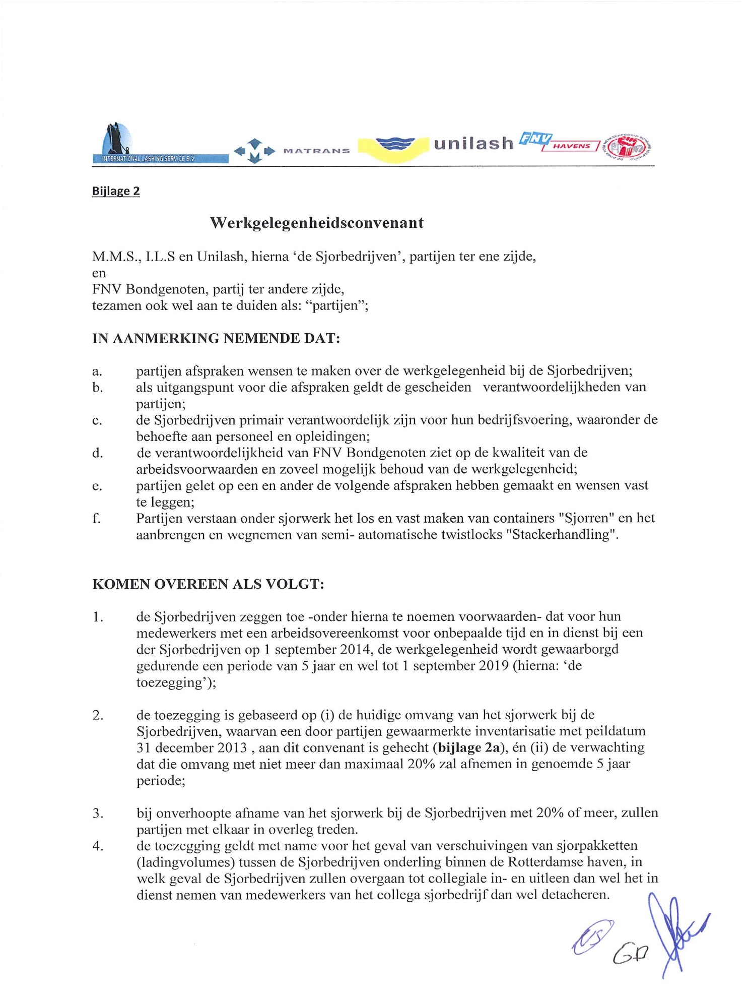 INTERNATIONAL LASHING SERVICE B.V.
MATRANS
unilash
FNV
HAVENS
Bijlage 2
Werkgelegenheidsconvenant
M.M.S., I.L.S en Unilash, hierna ‘de Sjorbedrijven’, partijen ter ene zijde,
en
FNV Bondgenoten, partij ter andere zijde,
tezamen ook wel aan te duiden als: “partijen”;
IN AANMERKING NEMENDE DAT:
a. partijen afspraken wensen te maken over de werkgelegenheid bij de Sjorbedrijven;
b. als uitgangspunt voor die afspraken geldt de gescheiden verantwoordelijkheden van
partijen;
c. de Sjorbedrijven primair verantwoordelijk zijn voor hun bedrijfsvoering, waaronder de
behoefte aan personeel en opleidingen;
d. de verantwoordelijkheid van FNV Bondgenoten ziet op de kwaliteit van de
arbeidsvoorwaarden en zoveel mogelijk behoud van de werkgelegenheid;
e. partijen gelet op een en ander de volgende afspraken hebben gemaakt en wensen vast
te leggen;
f. Partijen verstaan onder sjorwerk het los en vast maken van containers "Sjorren" en het
aanbrengen en wegnemen van semi- automatische twistlocks "Stackerhandling".
KOMEN OVEREEN ALS VOLGT:
1. de Sjorbedrijven zeggen toe -onder hierna te noemen voorwaarden- dat voor hun
medewerkers met een arbeidsovereenkomst voor onbepaalde tijd en in dienst bij een
der Sjorbedrijven op 1 september 2014, de werkgelegenheid wordt gewaarborgd
gedurende een periode van 5 jaar en wel tot 1 september 2019 (hierna: ‘de
toezegging’);
2. de toezegging is gebaseerd op (i) de huidige omvang van het sjorwerk bij de
Sjorbedrijven, waarvan een door partijen gewaarmerkte inventarisatie met peildatum
31 december 2013 , aan dit convenant is gehecht (bijlage 2a), én (ii) de verwachting
dat die omvang met niet meer dan maximaal 20% zal afnemen in genoemde 5 jaar
periode;
3. bij onverhoopte afname van het sjorwerk bij de Sjorbedrijven met 20% of meer, zullen
partijen met elkaar in overleg treden.
4. de toezegging geldt met name voor het geval van verschuivingen van sjorpakketten
(ladingvolumes) tussen de Sjorbedrijven onderling binnen de Rotterdamse haven, in
welk geval de Sjorbedrijven zullen overgaan tot collegiale in- en uitleen dan wel het in
dienst nemen van medewerkers van het collega sjorbedrijf dan wel detacheren.